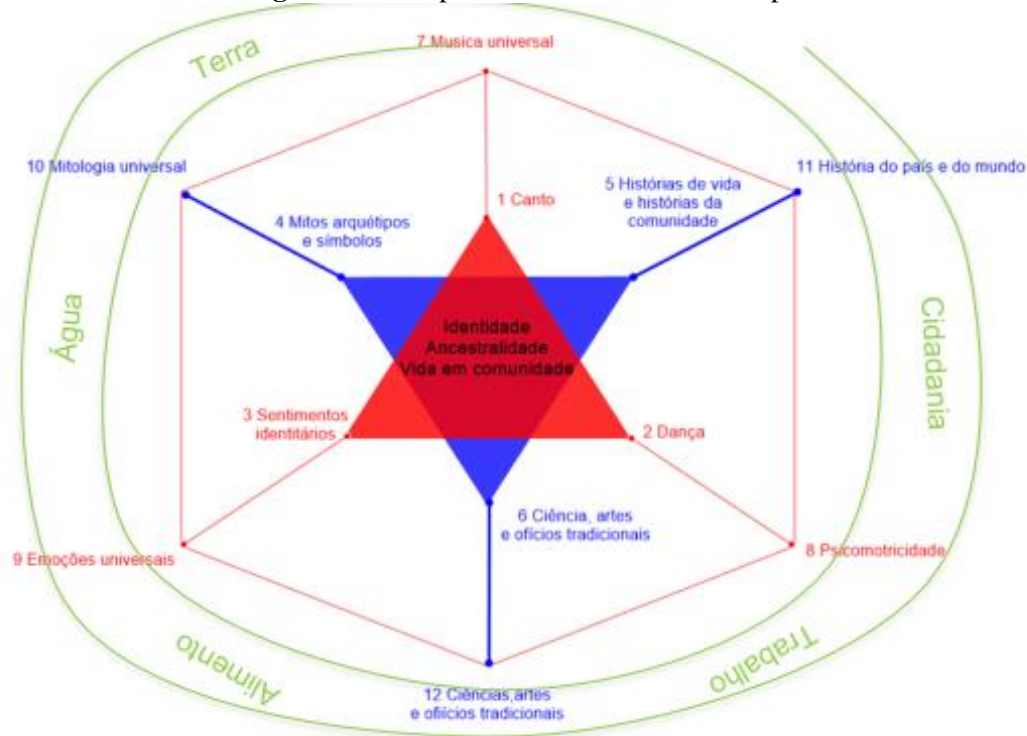 Terra
7 Musica universal
10 Mitologia universal
11 História do país e do mundo
5 Histórias de vida
e histórias da
comunidade
1 Canto
4 Mitos arquétipos
e símbolos
Água
Cidadania
Identidade
Ancestralidade
Vida em comunidade
3 Sentimentos
identitários
2 Dança
6 Ciência, artes
e ofícios tradicionais
9 Emoções universais
8 Psicomotricidade
Alimento
Trabalho
12 Ciências,artes
e ofiícios tradicionais